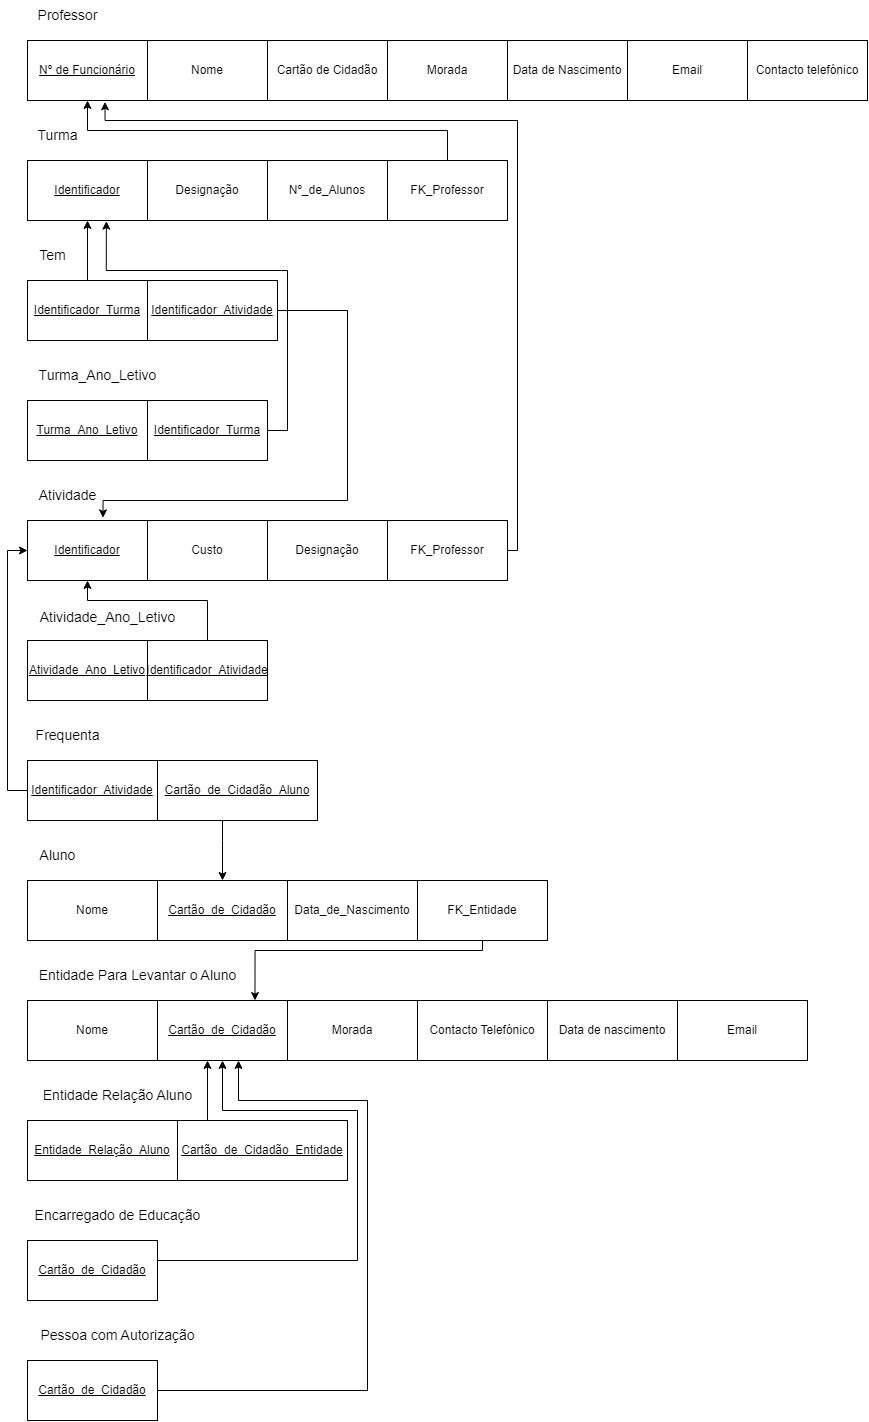 Professor
Nº de Funcionário
Nome
Cartão de Cidadão
Morada
Data de Nascimento
Email
Contacto telefónico
Turma
Identificador
Designação
Nº_de_Alunos
FK_Professor
Tem
Identificador_Turma
Identificador_Atividade
Turma_Ano_Letivo
Turma_Ano_Letivo
Identificador_Turma
Atividade
Identificador
Custo
Designação
FK_Professor
Atividade_Ano_Letivo
Atividade_Ano_Letivo
Identificador_Atividade
Frequenta
Identificador_Atividade
Cartão_de_Cidadão_Aluno
Aluno
Nome
Cartão_de_Cidadão
Data_de_Nascimento
FK_Entidade
Entidade Para Levantar o Aluno
Nome
Cartão_de_Cidadão
Morada
Contacto Telefónico
Data de nascimento
Email
Entidade Relação Aluno
Entidade_Relação_Aluno
Cartão_de_Cidadão_Entidade
Encarregado de Educação
Cartão_de_Cidadão
Pessoa com Autorização
Cartão_de_Cidadão